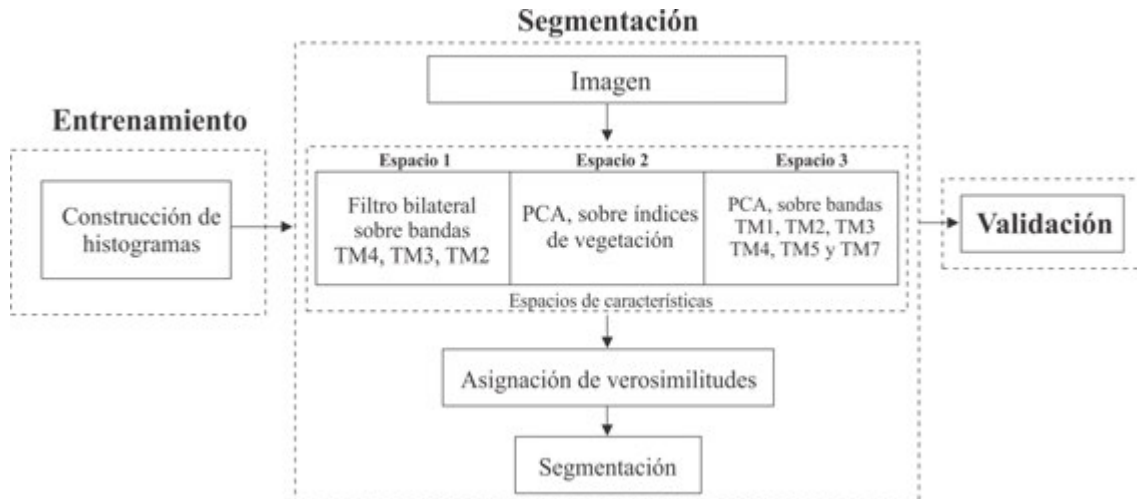 Segmentación
Imagen
Entrenamiento
Construcción de
histogramas
Espacio 1
Filtro bilateral
sobre bandas
TM4, TM3, TM2
Espacio 2
PCA, sobre índices
de vegetación
Espacio 3
PCA, sobre bandas
TM1, TM2, TM3
TM4, TM5 y TM7
Espacios de características
Validación
Asignación de verosimilitudes
Segmentación